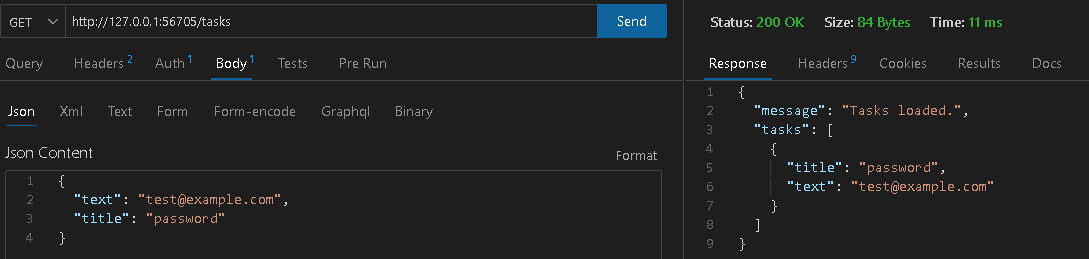 GET http://127.0.0.1:56705/tasks Send
Query Headers 2 Auth 1 Body 1 Tests Pre Run
Json Xml Text Form Form-encode Graphql Binary
Json Content Format
1 {
2 "text": "test@example.com",
3 "title": "password"
4 }
Status: 200 OK Size: 84 Bytes Time: 11 ms
Response Headers 9 Cookies Results Docs
1 {
2 "message": "Tasks loaded.",
3 "tasks": [
4 {
5 "title": "password",
6 "text": "test@example.com"
7 }
8 ]
9 }